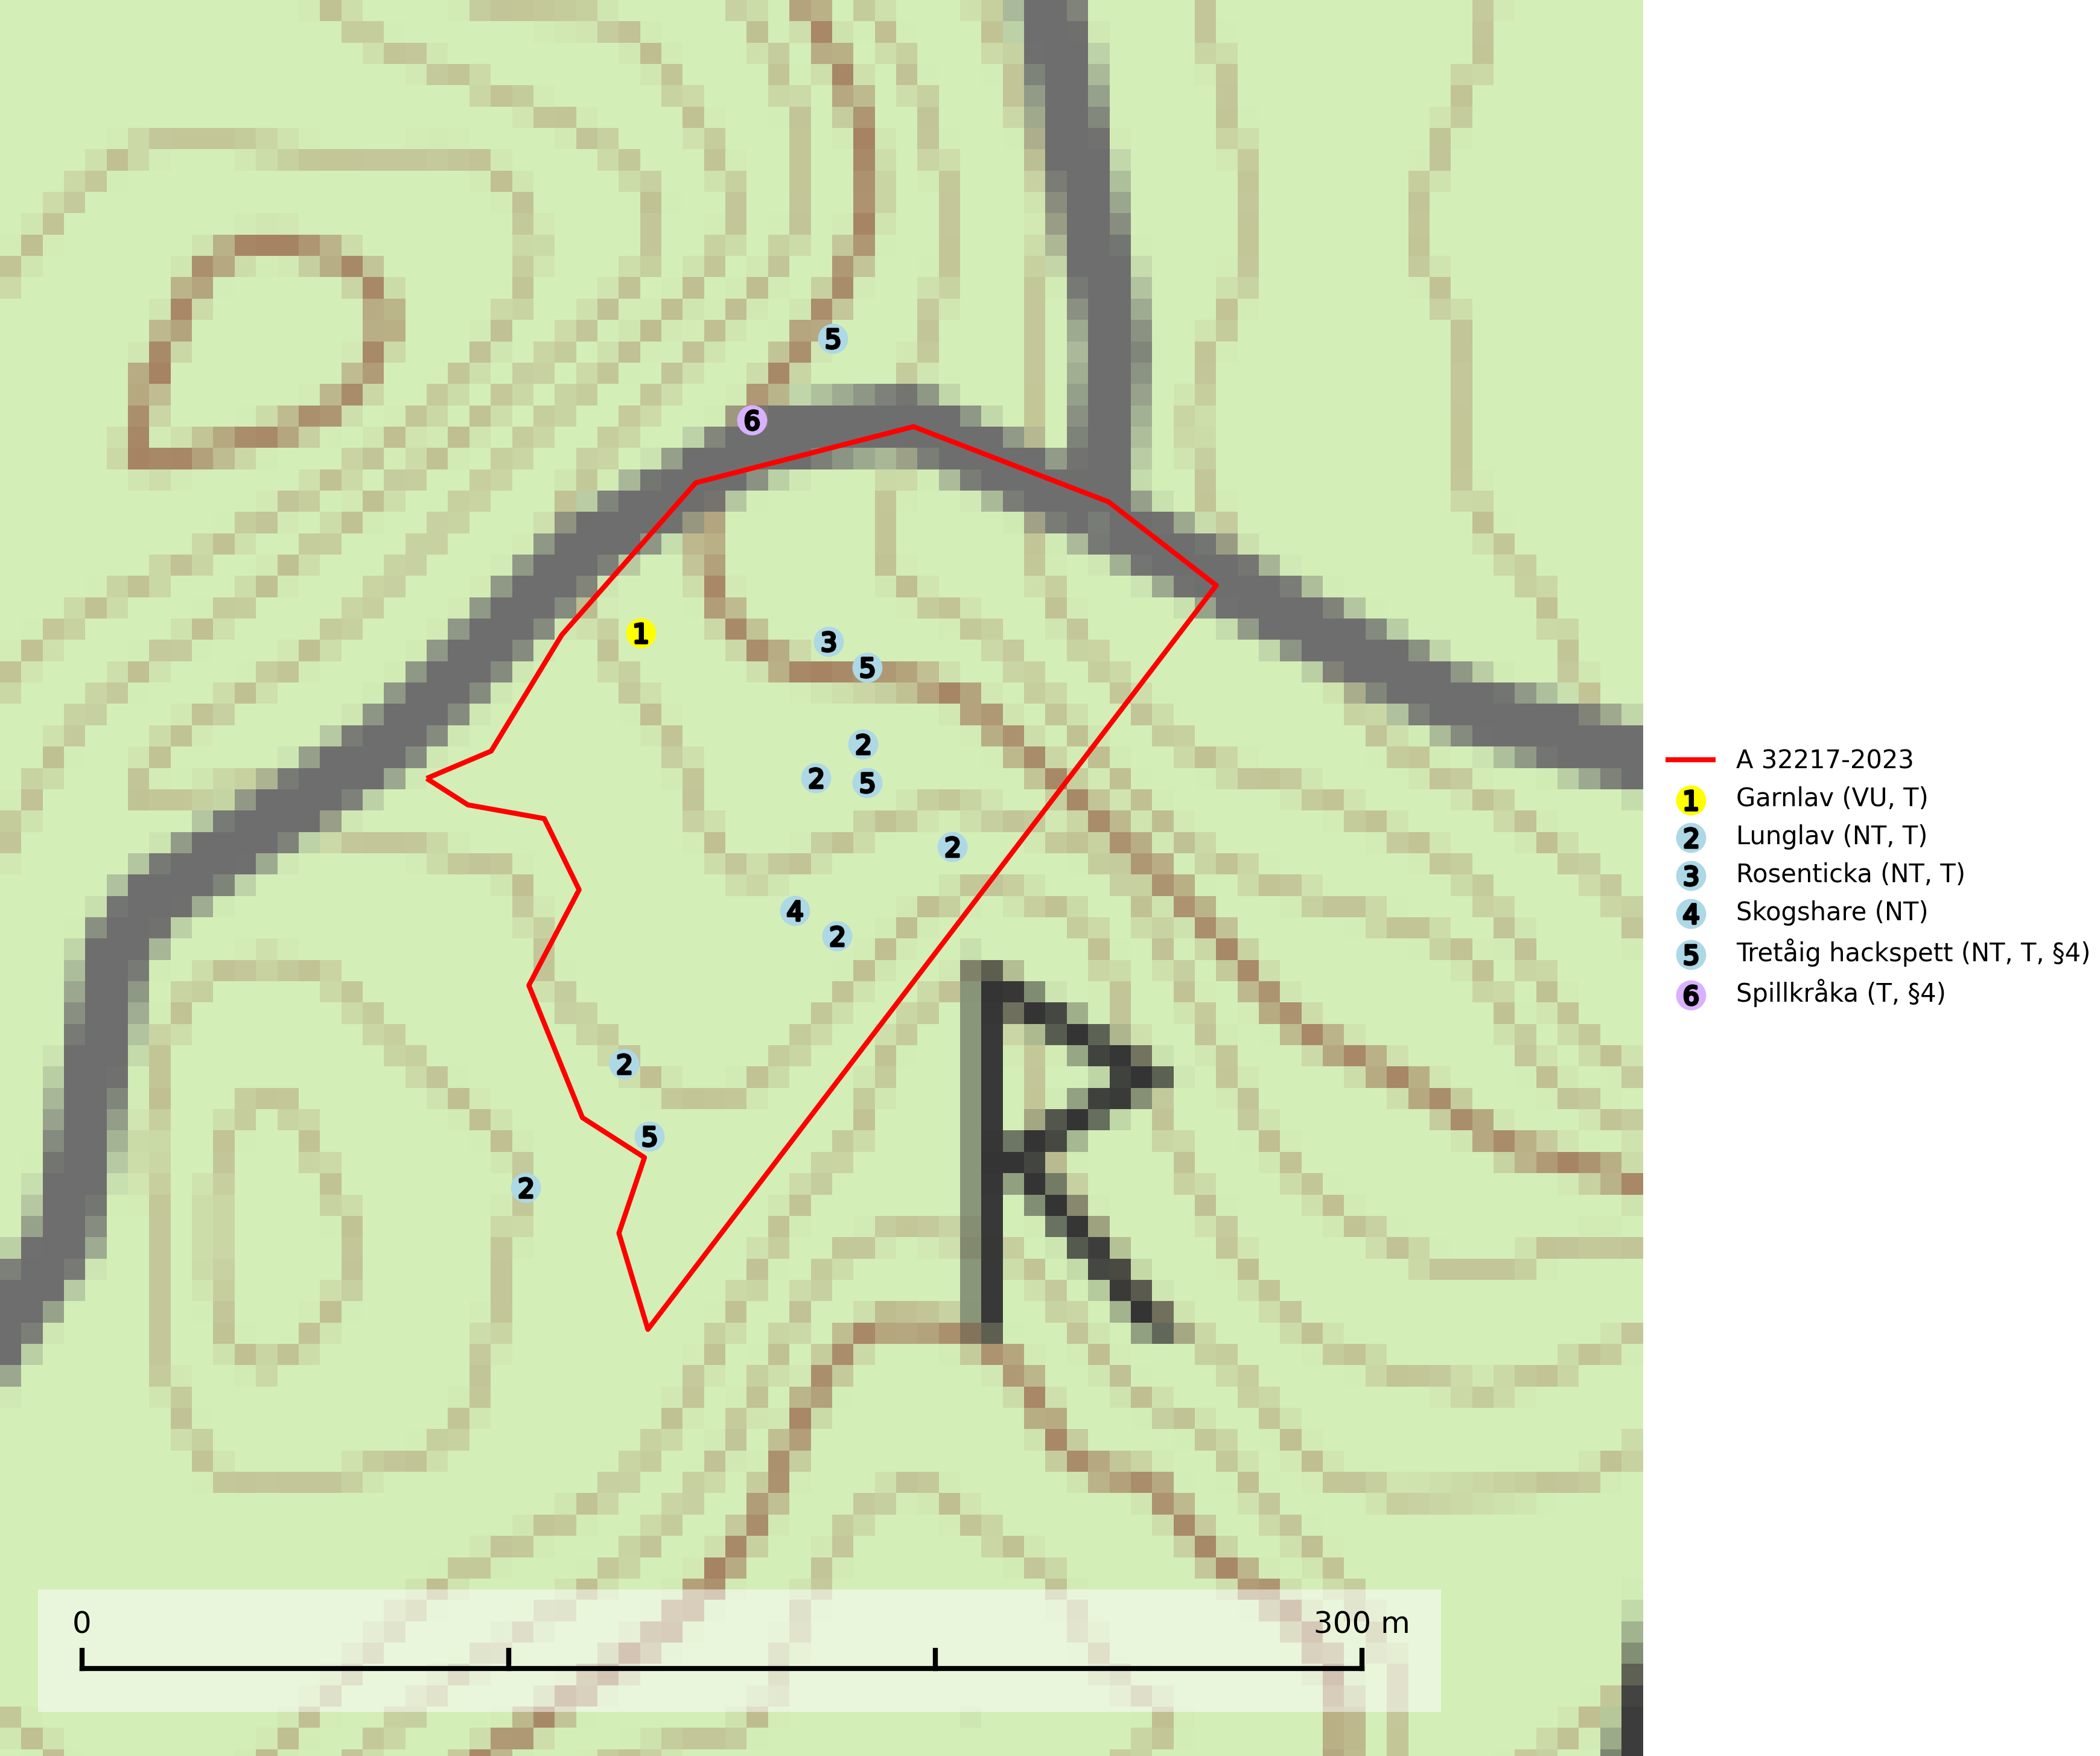 5
6
1
3
5
2
2
5
2
4
2
2
5
2
R
0 300 m
A 32217-2023
1 Garnlav (VU, T)
2 Lunglav (NT, T)
3 Rosenticka (NT, T)
4 Skogshare (NT)
5 Tretåig hackspett (NT, T, §4)
6 Spillkråka (T, §4)